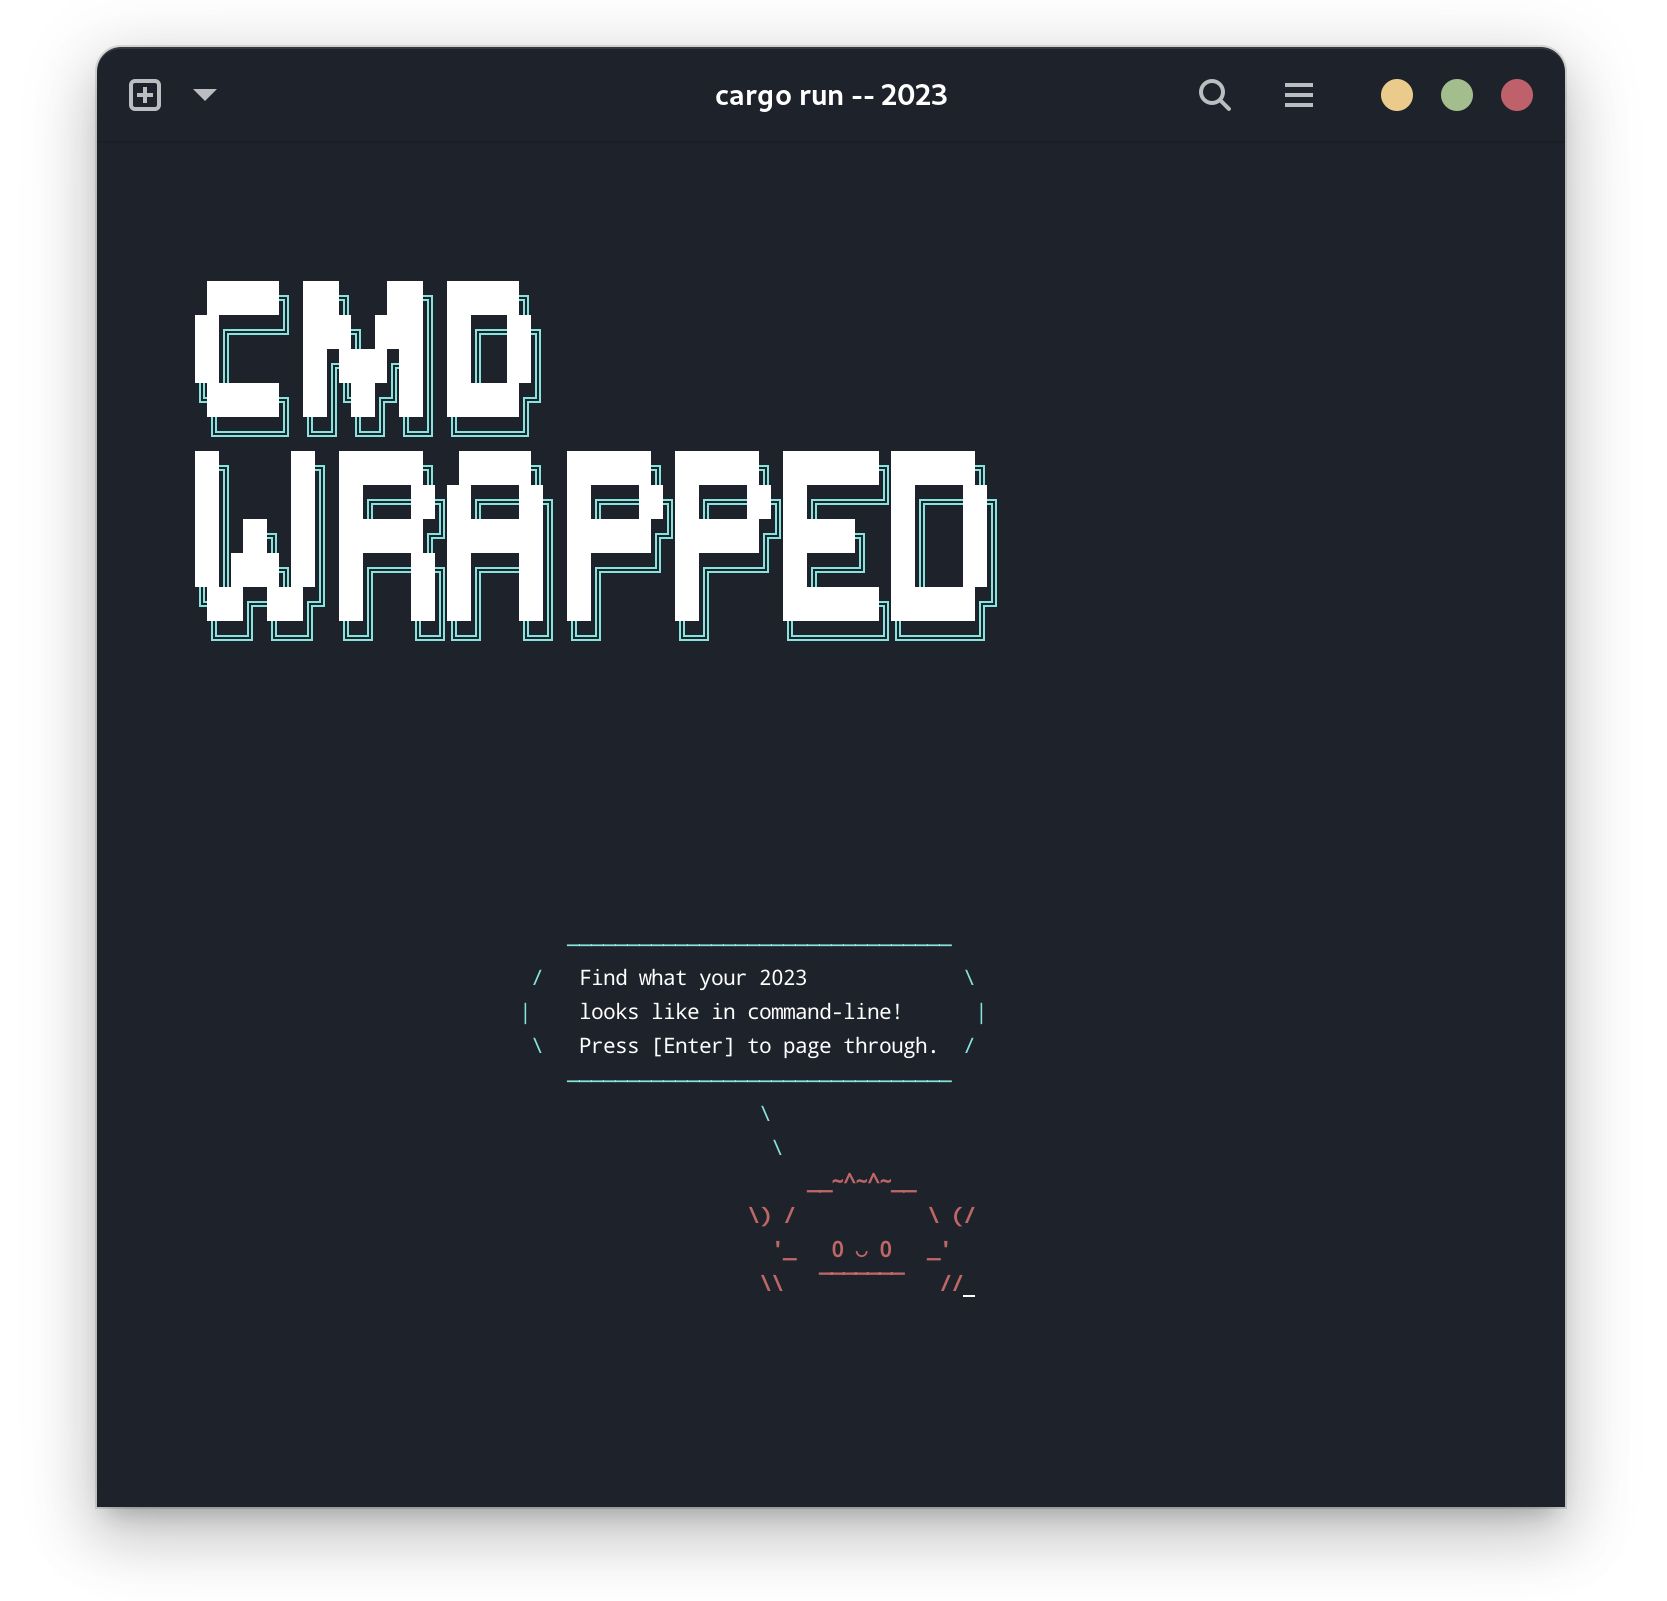 cargo run -- 2023
CMD
WRAPPED
Find what your 2023
looks like in command-line!
Press [Enter] to page through.